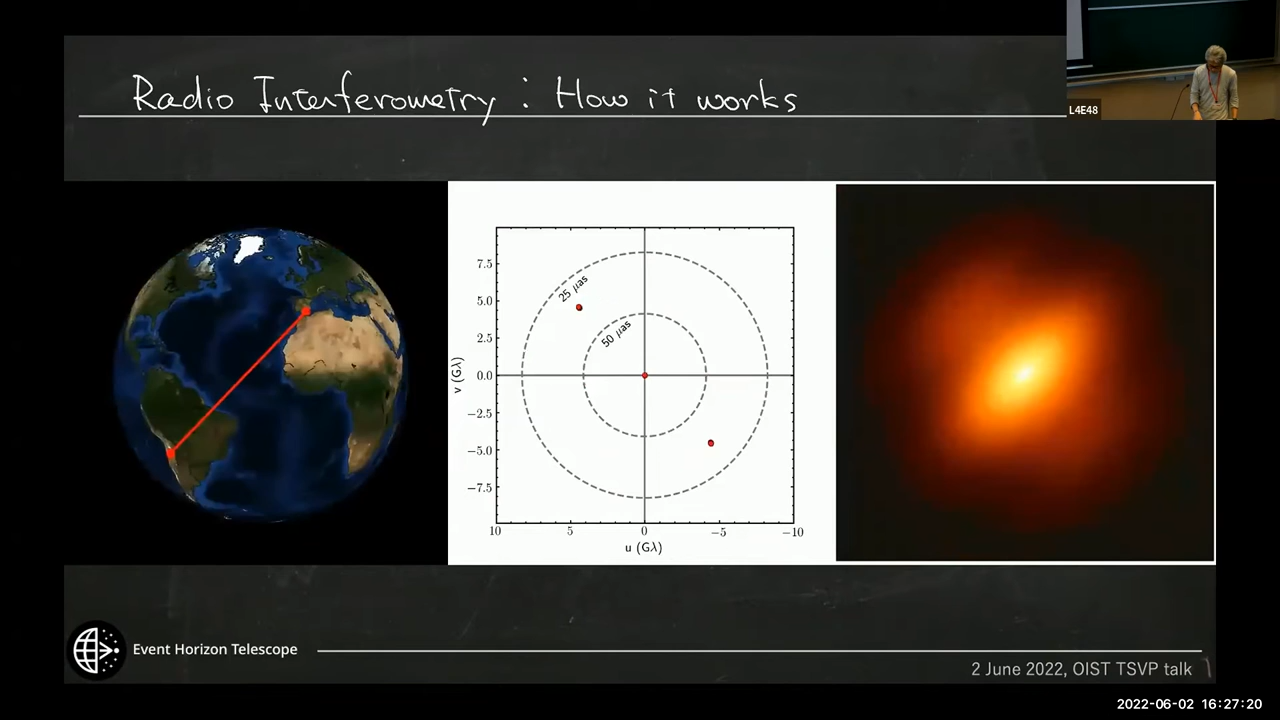 Radio Interferometry : How it works
L4E48
25 μas
50 μas
7.5
5.0
2.5
0.0
−2.5
−5.0
−7.5
v (Gλ)
10 5 0 −5 −10
u (Gλ)
Event Horizon Telescope
2 June 2022, OIST TSVP talk
2022-06-02 16:27:20